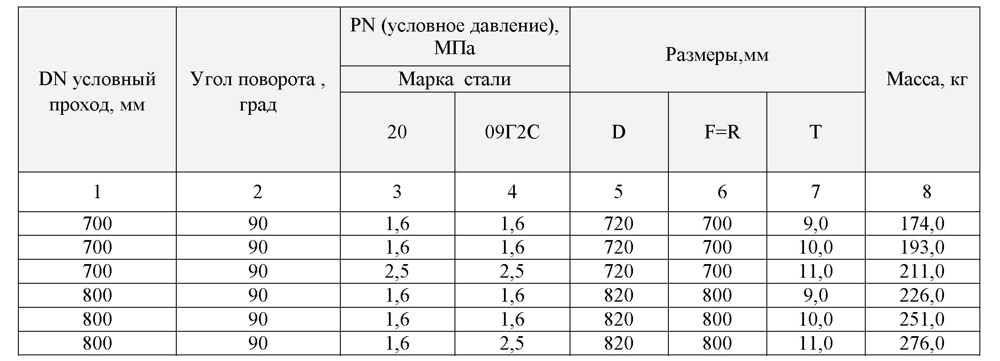 DN условный
проход, мм
Угол поворота ,
град
PN (условное давление),
МПа
Марка стали
20 09Г2С
Размеры,мм
D F=R T
Масса, кг
1 2 3 4 5 6 7 8
700 90 1,6 1,6 720 700 9,0 174,0
700 90 1,6 1,6 720 700 10,0 193,0
700 90 2,5 2,5 720 700 11,0 211,0
800 90 1,6 1,6 820 800 9,0 226,0
800 90 1,6 1,6 820 800 10,0 251,0
800 90 1,6 2,5 820 800 11,0 276,0